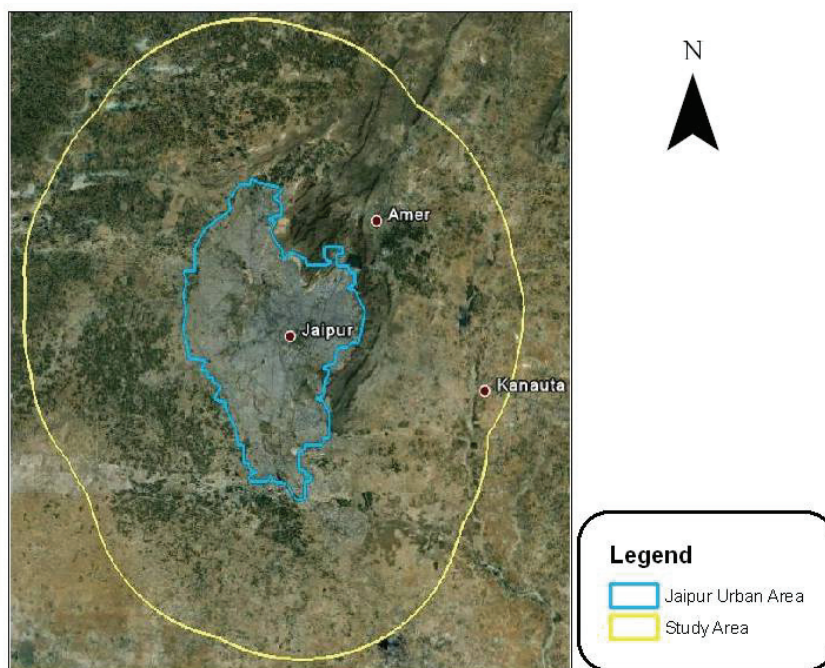 N
Amer
Jaipur
Kanauta
Legend
Jaipur Urban Area
Study Area